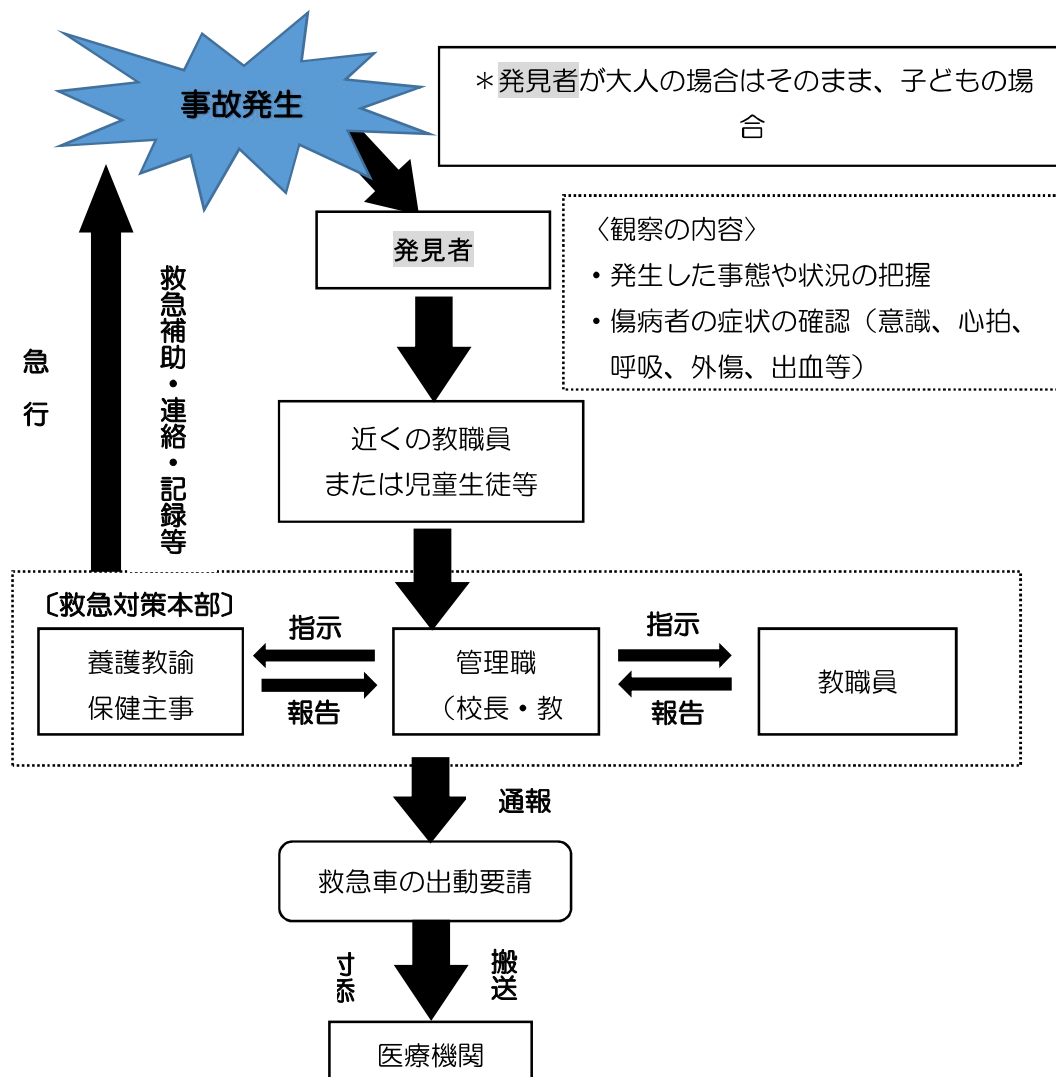 事故発生
＊発見者が大人の場合はそのまま、子どもの場
合
発見者
〈観察の内容〉
・発生した事態や状況の把握
・傷病者の症状の確認（意識、心拍、
呼吸、外傷、出血等）
急行
救急補助・連絡・記録等
近くの教職員
または児童生徒等
〔救急対策本部〕
養護教諭
保健主事
指示
報告
管理職
（校長・教
指示
報告
教職員
通報
救急車の出動要請
搬送
医療機関